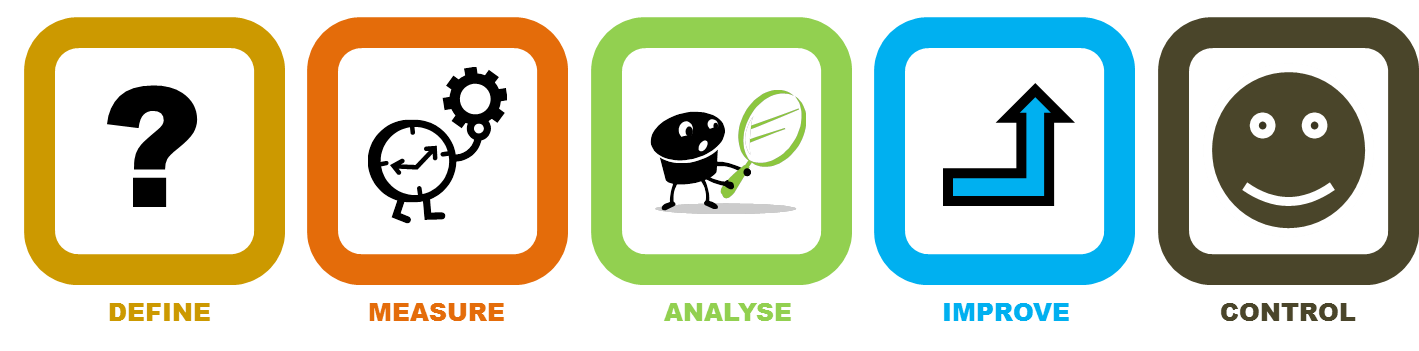 ?
DEFINE MEASURE ANALYSE IMPROVE CONTROL